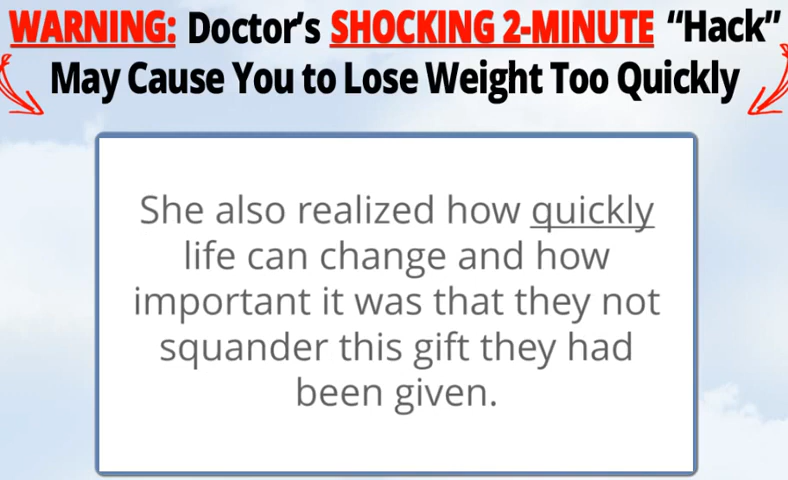 WARNING: Doctor's SHOCKING 2-MINUTE “Hack”
May Cause You to Lose Weight Too Quickly
She also realized how quickly
life can change and how
important it was that they not
squander this gift they had
been given.